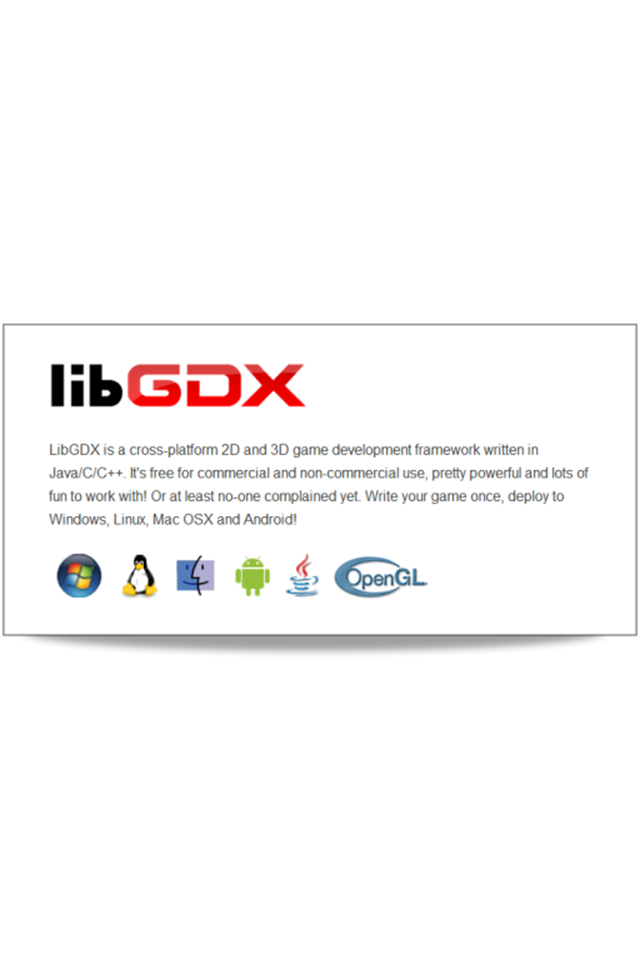 libGDX
LibGDX is a cross-platform 2D and 3D game development framework written in
Java/C/C++. It's free for commercial and non-commercial use, pretty powerful and lots of
fun to work with! Or at least no-one complained yet. Write your game once, deploy to
Windows, Linux, Mac OSX and Android!
OpenGL